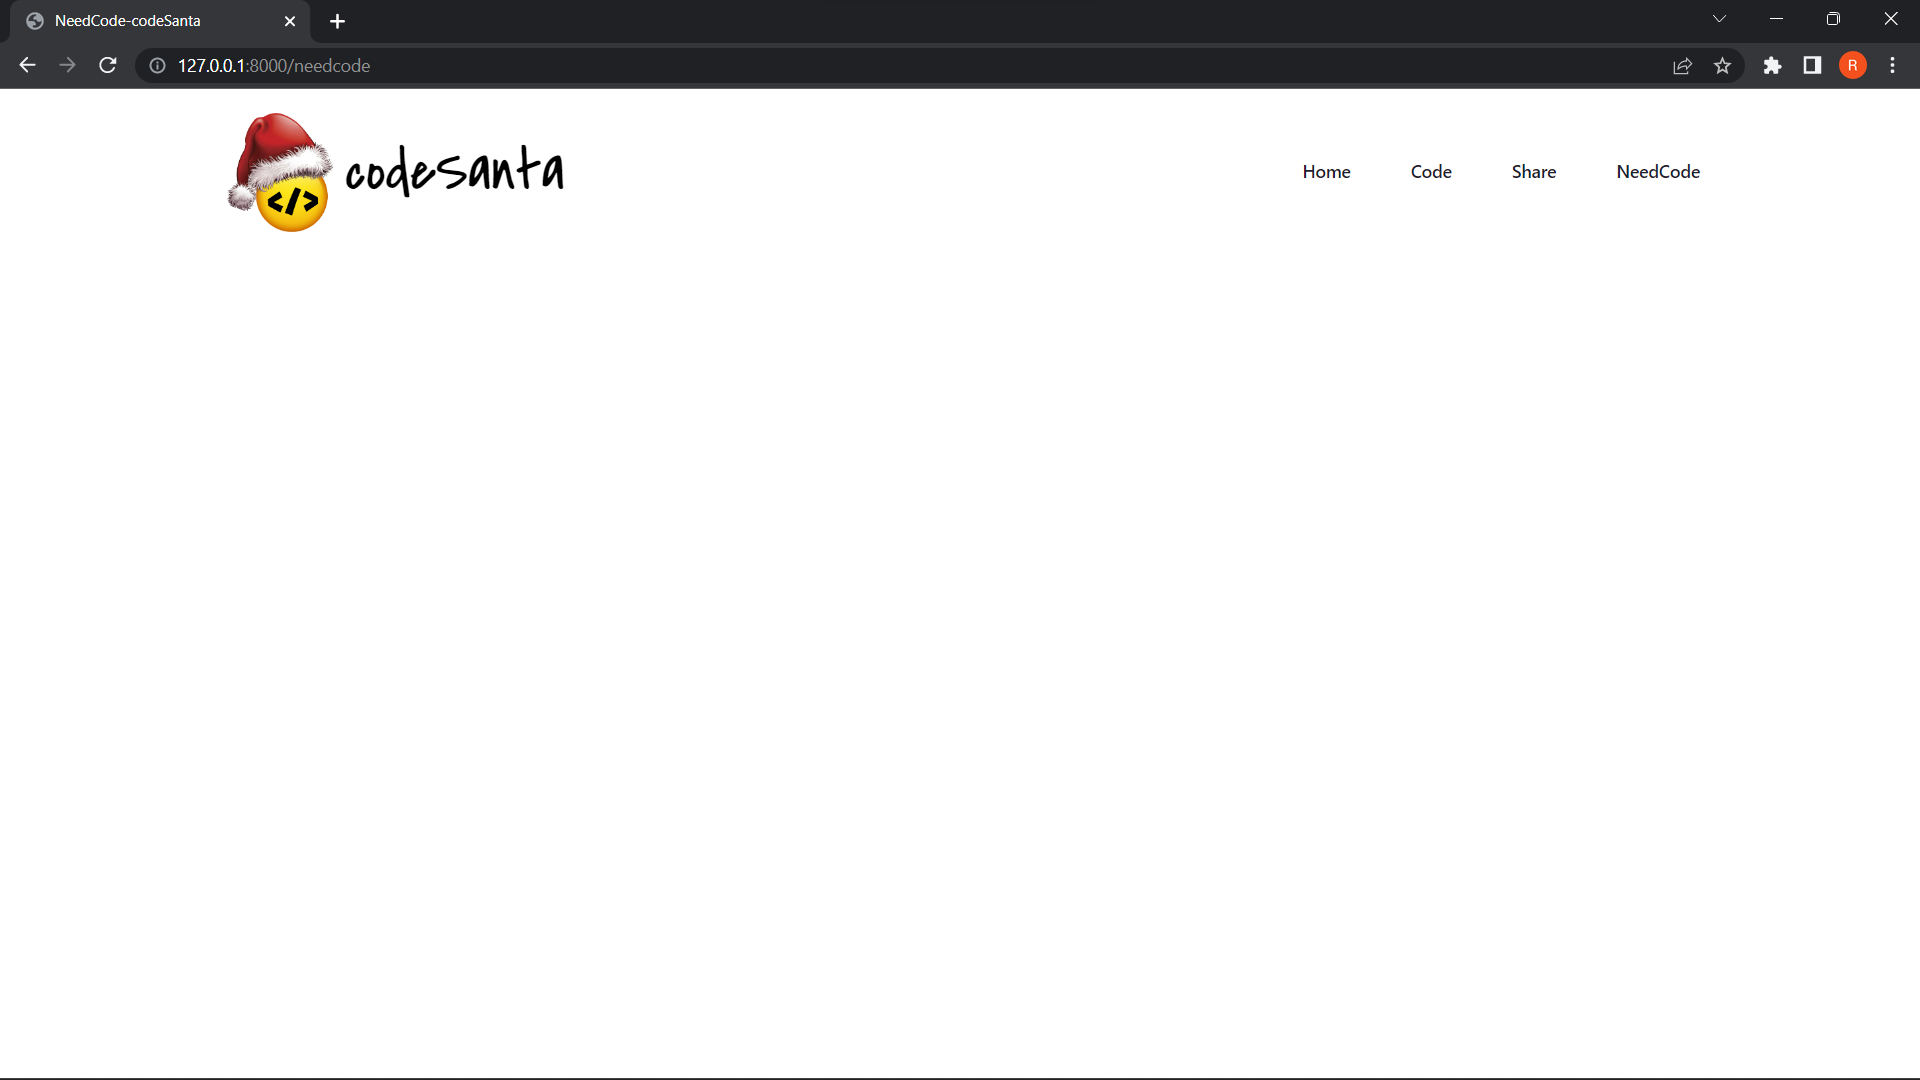 NeedCode-codeSanta
127.0.0.1:8000/needcode
R
</> codeSanta
Home Code Share NeedCode